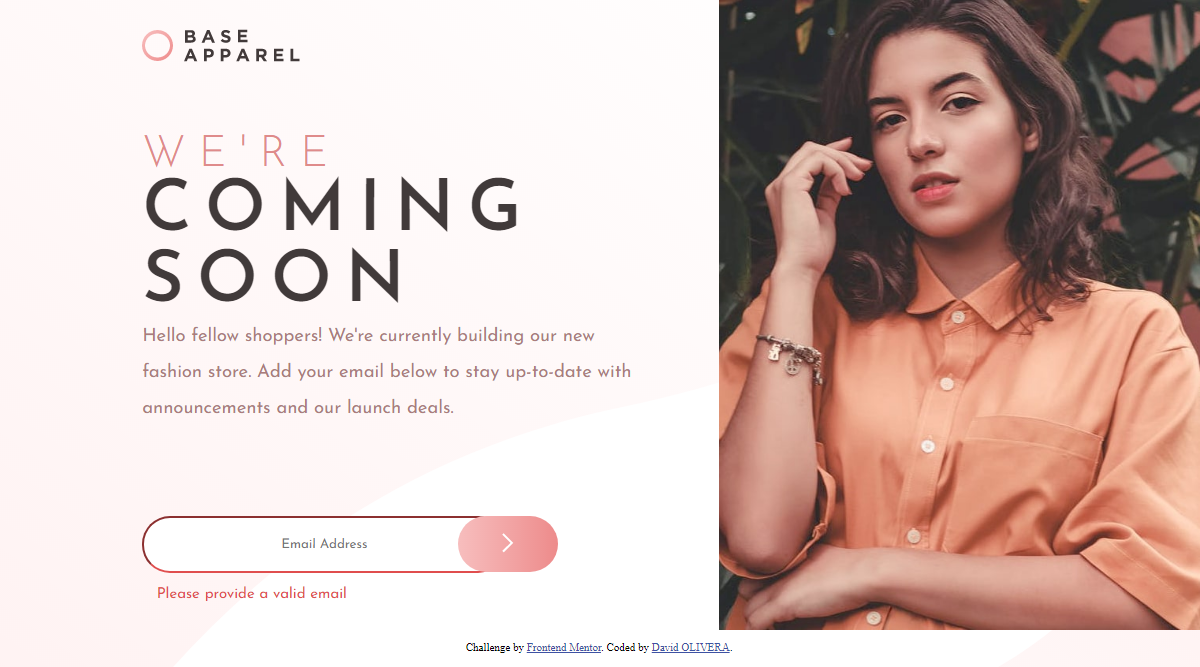 BASE
APPAREL
WE'RE
COMING
SOON
Hello fellow shoppers! We're currently building our new
fashion store. Add your email below to stay up-to-date with
announcements and our launch deals.
Email Address
Please provide a valid email
Challenge by Frontend Mentor. Coded by David OLIVERA.